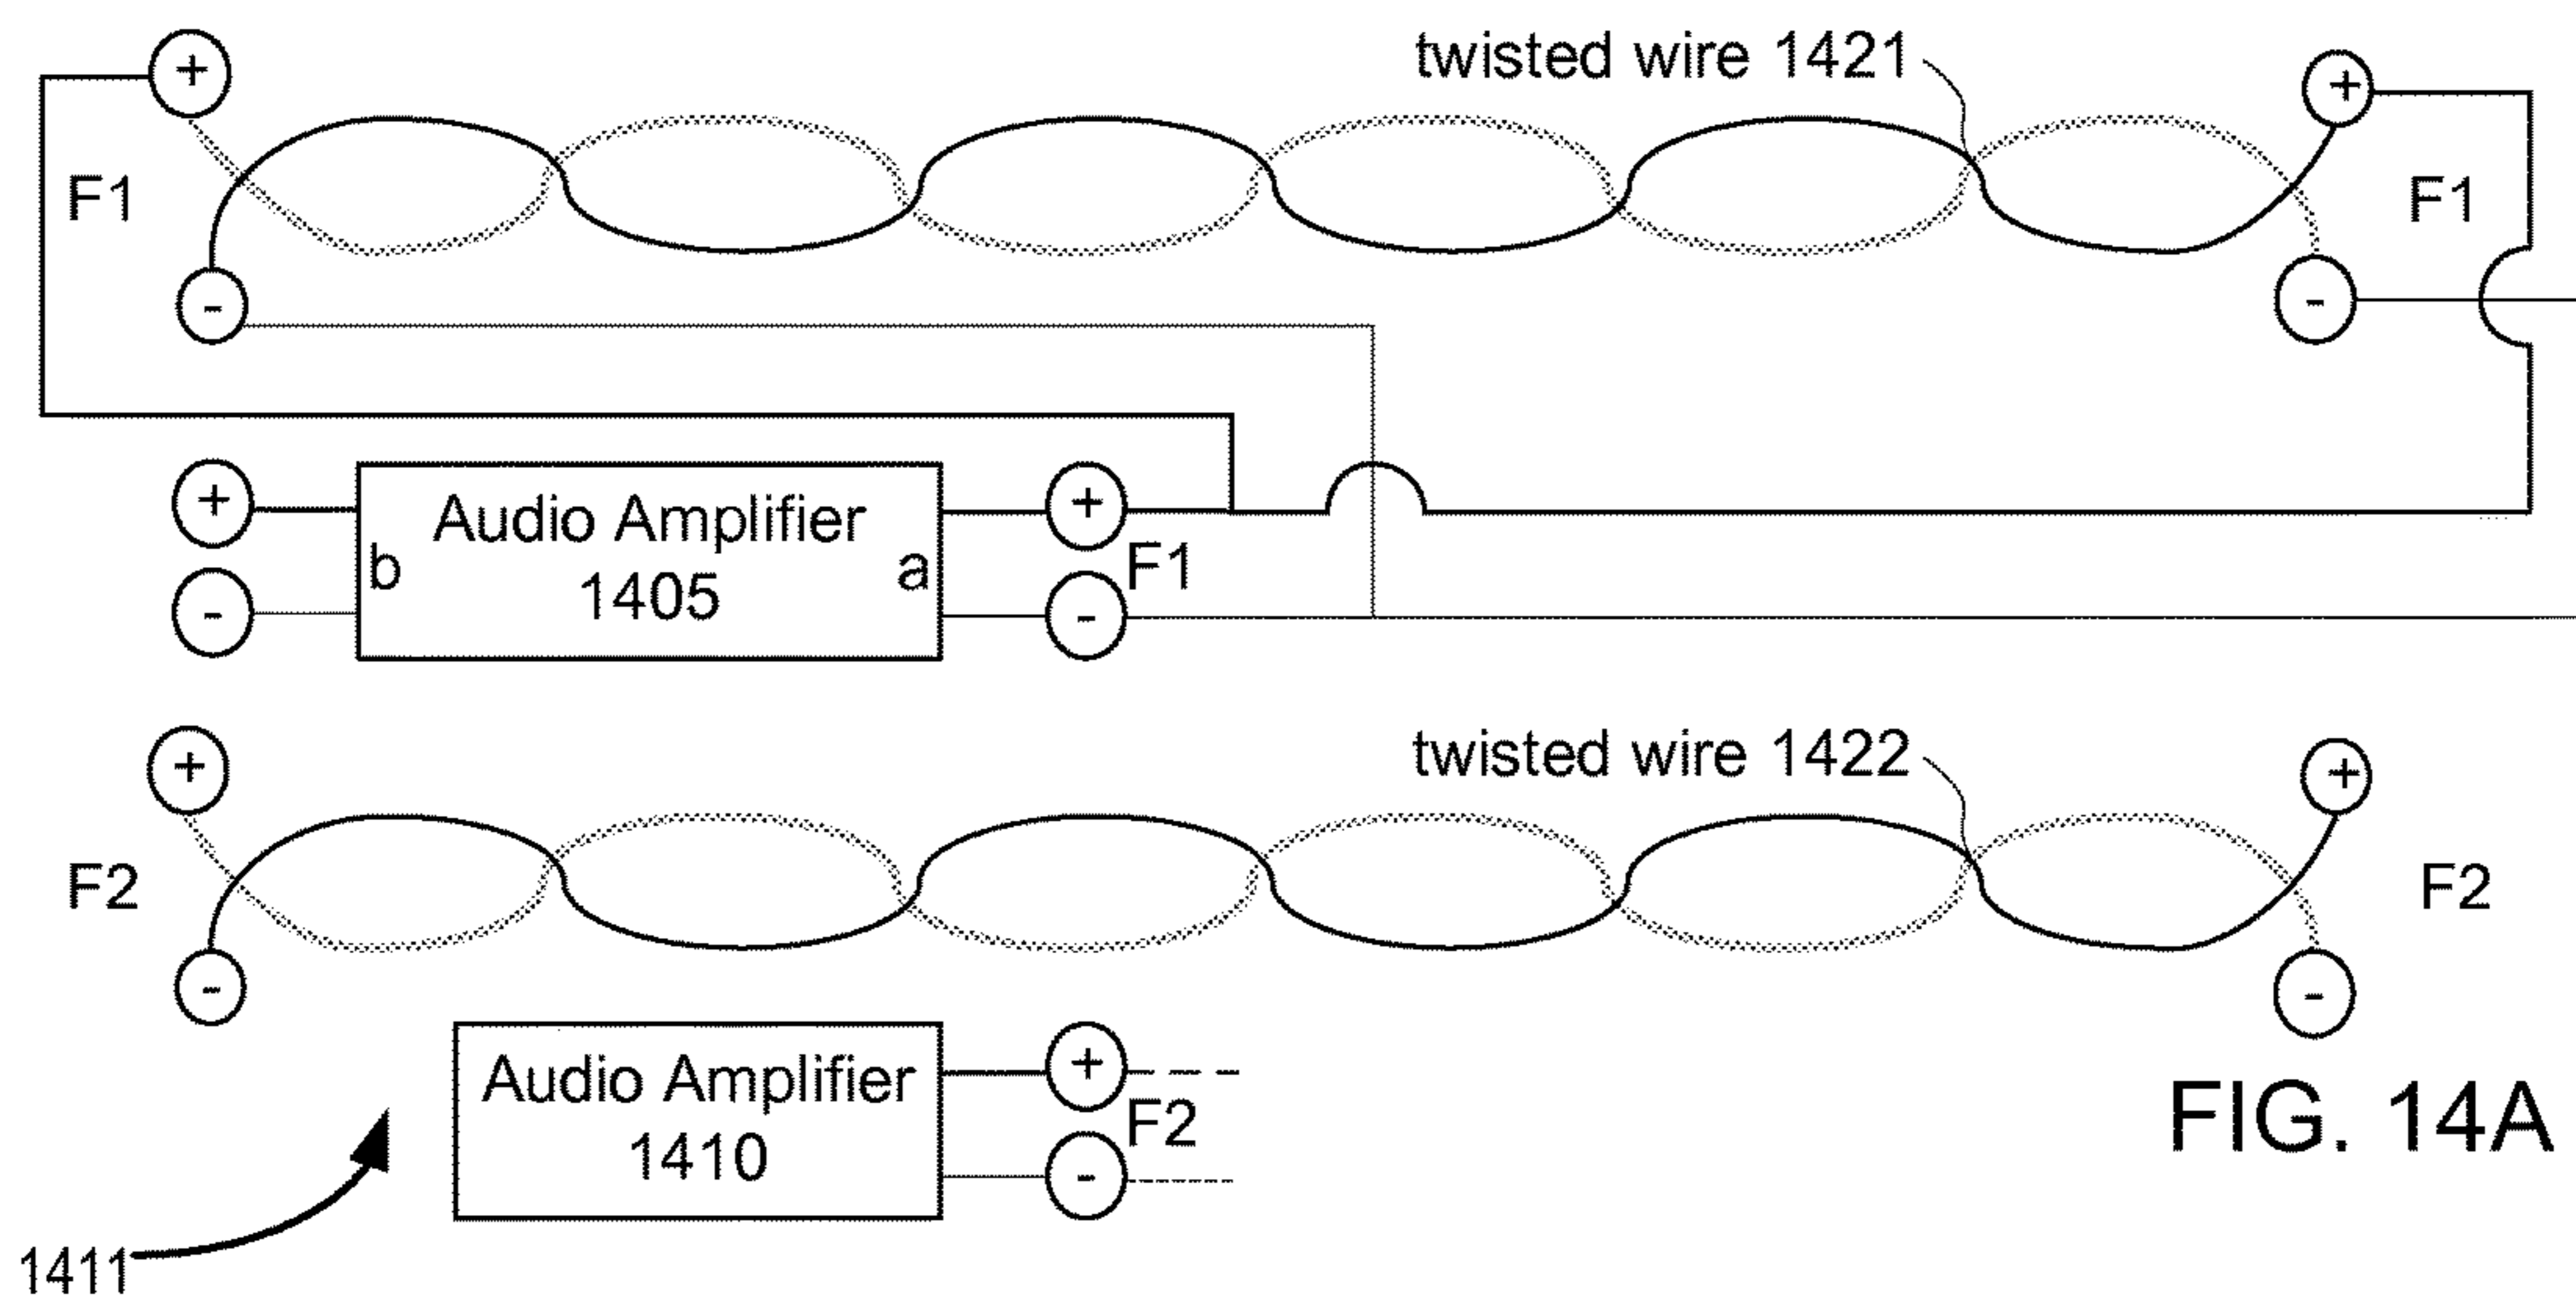 twisted wire 1421
+
+
F1
F1
-
-
+
Audio Amplifier
+
b
a
F1
1405
-
-
twisted wire 1422
+
+
F2
F2
-
-
Audio Amplifier
+
F2
1410
-
FIG. 14A
1411